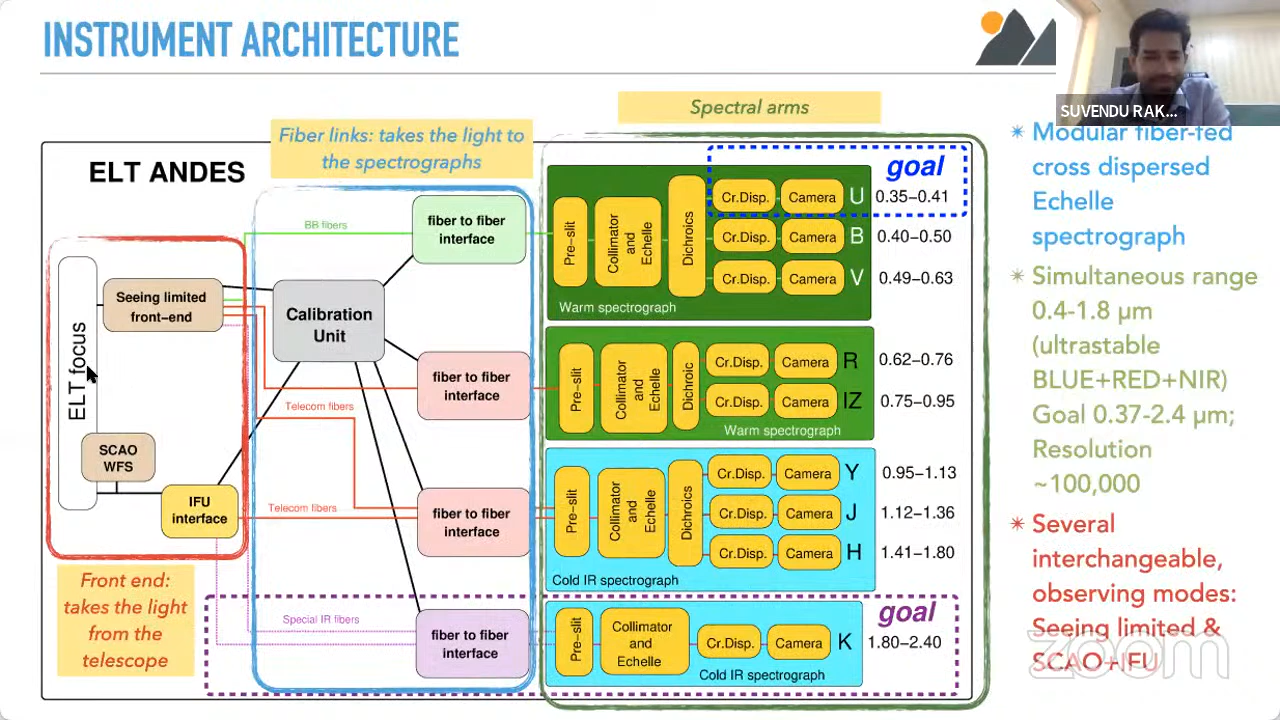 INSTRUMENT ARCHITECTURE
SUVENDU RAK...
Spectral arms
Fiber links: takes the light to
the spectrographs
ELT ANDES
ELT focus
Seeing limited
front-end
SCAO
WFS
IFU
interface
Front end:
takes the light
from the
telescope
BB fibers
Calibration
Unit
Telecom fibers
Telecom fibers
Special IR fibers
fiber to fiber
interface
fiber to fiber
interface
fiber to fiber
interface
fiber to fiber
interface
goal
Pre-slit
Collimator
and
Echelle
Dichroics
Cr.Disp. Camera U 0.35-0.41
Cr.Disp. Camera B 0.40-0.50
Cr.Disp. Camera V 0.49-0.63
Warm spectrograph
Pre-slit
Collimator
and
Echelle
Dichroic
Cr.Disp. Camera R 0.62-0.76
Cr.Disp. Camera IZ 0.75-0.95
Warm spectrograph
Pre-slit
Collimator
and
Echelle
Dichroics
Cr.Disp. Camera Y 0.95-1.13
Cr.Disp. Camera J 1.12-1.36
Cr.Disp. Camera H 1.41-1.80
Cold IR spectrograph
goal
Pre-slit
Collimator
and
Echelle
Cr.Disp. Camera K 1.80-2.40
Cold IR spectrograph
Modular fiber-fed
cross dispersed
Echelle
spectrograph
Simultaneous range
0.4-1.8 μm
(ultrastable
BLUE+RED+NIR)
Goal 0.37-2.4 μm;
Resolution
~100,000
Several
interchangeable,
observing modes:
Seeing limited &
SCAO+IFU
zoom